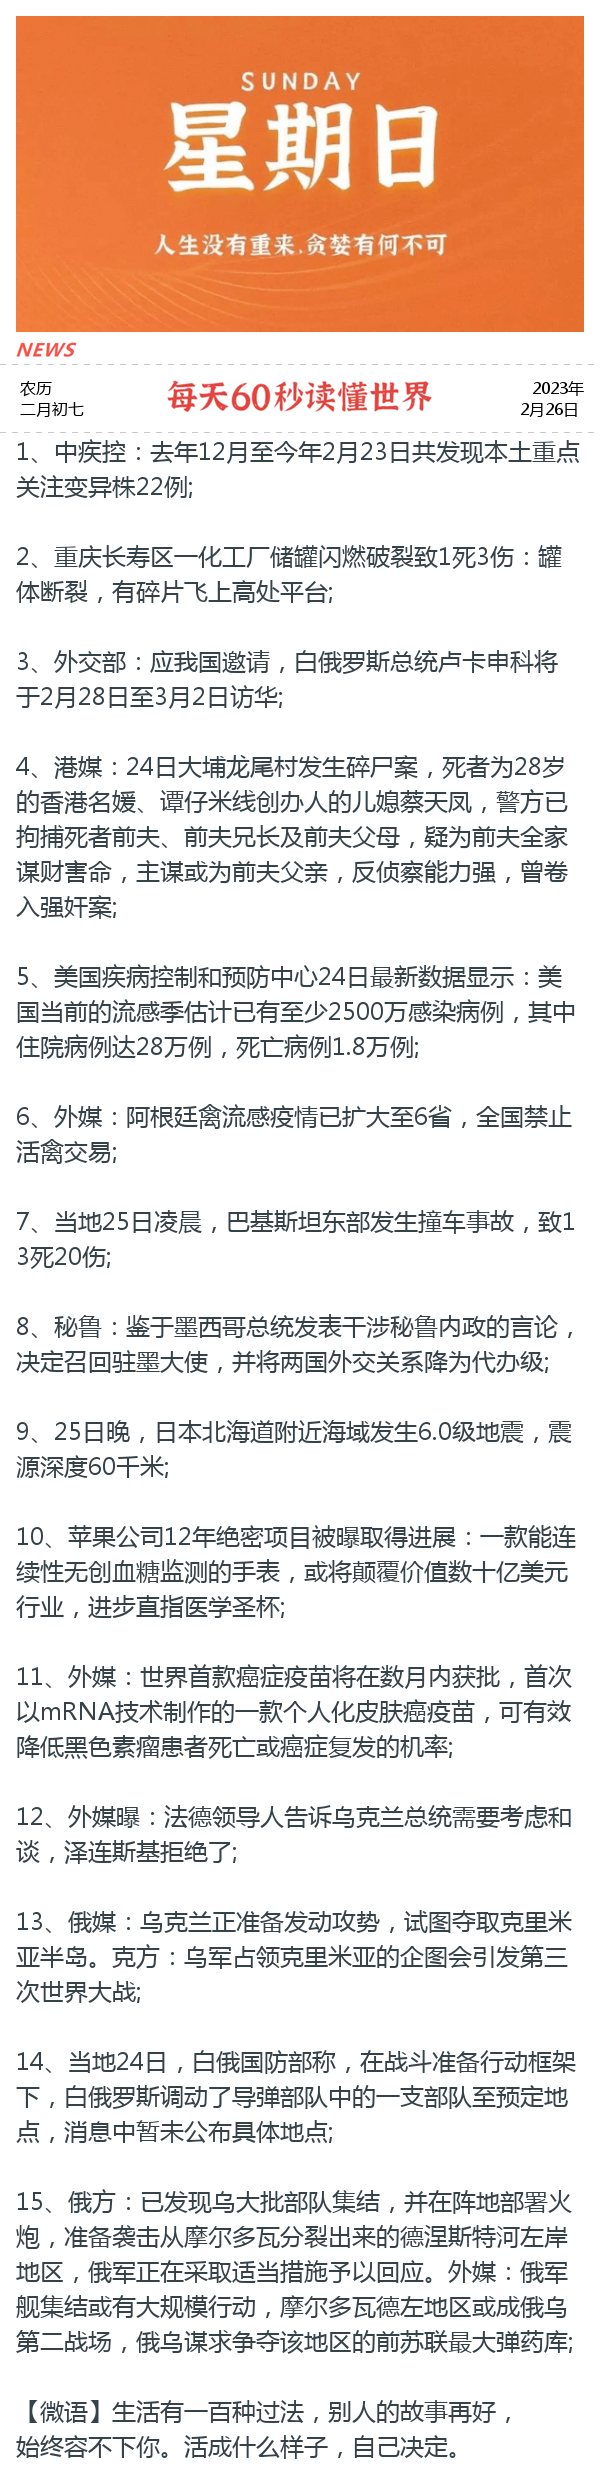 SUNDAY
星期日
人生没有重来,贪婪有何不可
NEWS
农历
二月初七
每天60秒读懂世界
2023年
2月26日
1、中疾控：去年12月至今年2月23日共发现本土重点
关注变异株22例;
2、重庆长寿区一化工厂储罐闪燃破裂致1死3伤：罐
体断裂，有碎片飞上高处平台;
3、外交部：应我国邀请，白俄罗斯总统卢卡申科将
于2月28日至3月2日访华;
4、港媒：24日大埔龙尾村发生碎尸案，死者为28岁
的香港名媛、谭仔米线创办人的儿媳蔡天凤，警方已
拘捕死者前夫、前夫兄长及前夫父母，疑为前夫全家
谋财害命，主谋或为前夫父亲，反侦察能力强，曾卷
入强奸案;
5、美国疾病控制和预防中心24日最新数据显示：美
国当前的流感季估计已有至少2500万感染病例，其中
住院病例达28万例，死亡病例1.8万例;
6、外媒：阿根廷禽流感疫情已扩大至6省，全国禁止
活禽交易;
7、当地25日凌晨，巴基斯坦东部发生撞车事故，致1
3死20伤;
8、秘鲁：鉴于墨西哥总统发表干涉秘鲁内政的言论，
决定召回驻墨大使，并将两国外交关系降为代办级;
9、25日晚，日本北海道附近海域发生6.0级地震，震
源深度60千米;
10、苹果公司12年绝密项目被曝取得进展：一款能连
续性无创血糖监测的手表，或将颠覆价值数十亿美元
行业，进步直指医学圣杯;
11、外媒：世界首款癌症疫苗将在数月内获批，首次
以mRNA技术制作的一款个人化皮肤癌疫苗，可有效
降低黑色素瘤患者死亡或癌症复发的机率;
12、外媒曝：法德领导人告诉乌克兰总统需要考虑和
谈，泽连斯基拒绝了;
13、俄媒：乌克兰正准备发动攻势，试图夺取克里米
亚半岛。克方：乌军占领克里米亚的企图会引发第三
次世界大战;
14、当地24日，白俄国防部称，在战斗准备行动框架
下，白俄罗斯调动了导弹部队中的一支部队至预定地
点，消息中暂未公布具体地点;
15、俄方：已发现乌大批部队集结，并在阵地部署火
炮，准备袭击从摩尔多瓦分裂出来的德涅斯特河左岸
地区，俄军正在采取适当措施予以回应。外媒：俄军
舰集结或有大规模行动，摩尔多瓦德左地区或成俄乌
第二战场，俄乌谋求争夺该地区的前苏联最大弹药库;
【微语】生活有一百种过法，别人的故事再好，
始终容不下你。活成什么样子，自己决定。